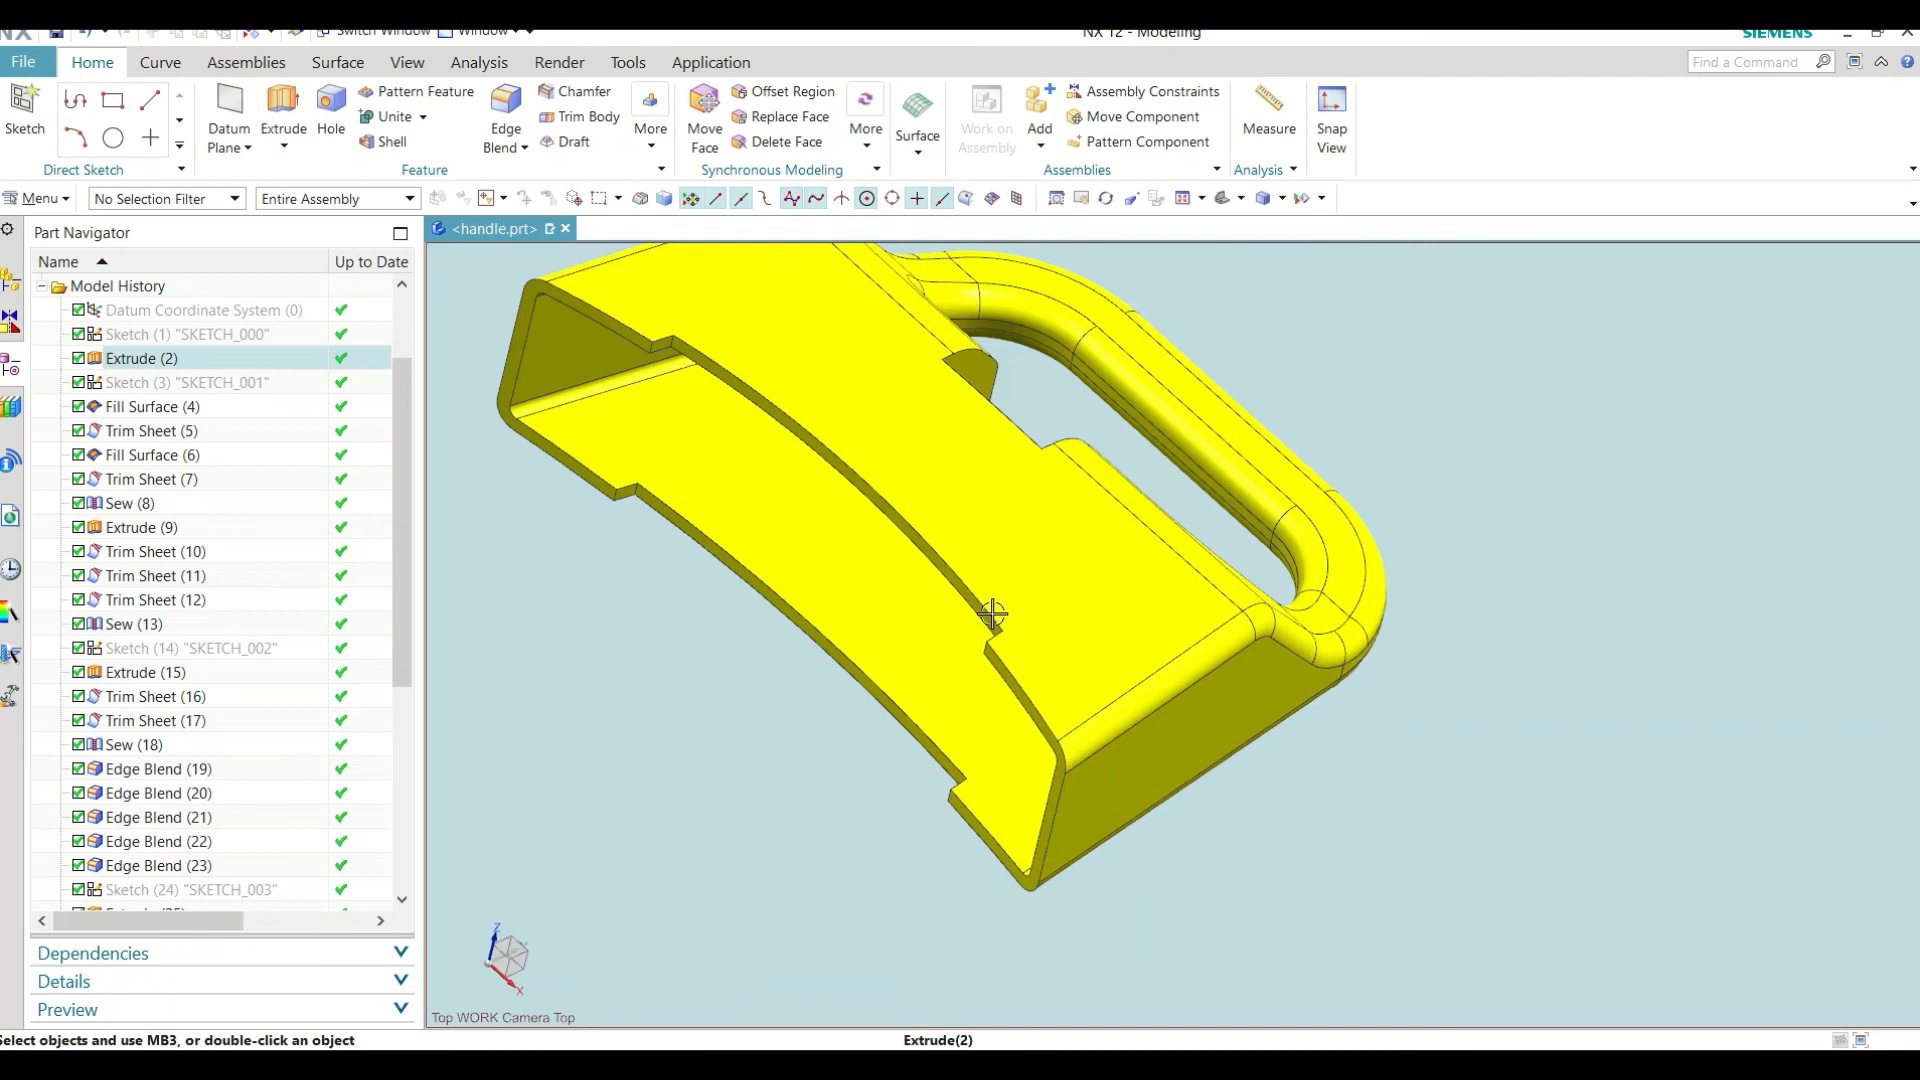 NX
Switch Window
Window
NX 12 - Modeling
SIEMENS
File
Home
Curve
Assemblies
Surface
View
Analysis
Render
Tools
Application
Find a Command
Sketch
Direct Sketch
Datum
Plane
Extrude
Hole
Pattern Feature
Unite
Shell
Edge
Blend
Chamfer
Trim Body
Draft
More
Feature
Move
Face
Offset Region
Replace Face
Delete Face
More
Synchronous Modeling
Surface
Work on
Assembly
Add
Assembly Constraints
Move Component
Pattern Component
Assemblies
Measure
Analysis
Snap
View
Menu
No Selection Filter
Entire Assembly
Part Navigator
<handle.prt>
Name
Up to Date
Model History
Datum Coordinate System (0)
Sketch (1) "SKETCH_000"
Extrude (2)
Sketch (3) "SKETCH_001"
Fill Surface (4)
Trim Sheet (5)
Fill Surface (6)
Trim Sheet (7)
Sew (8)
Extrude (9)
Trim Sheet (10)
Trim Sheet (11)
Trim Sheet (12)
Sew (13)
Sketch (14) "SKETCH_002"
Extrude (15)
Trim Sheet (16)
Trim Sheet (17)
Sew (18)
Edge Blend (19)
Edge Blend (20)
Edge Blend (21)
Edge Blend (22)
Edge Blend (23)
Sketch (24) "SKETCH_003"
Dependencies
Details
Preview
Z
X
Top WORK Camera Top
Select objects and use MB3, or double-click an object
Extrude(2)